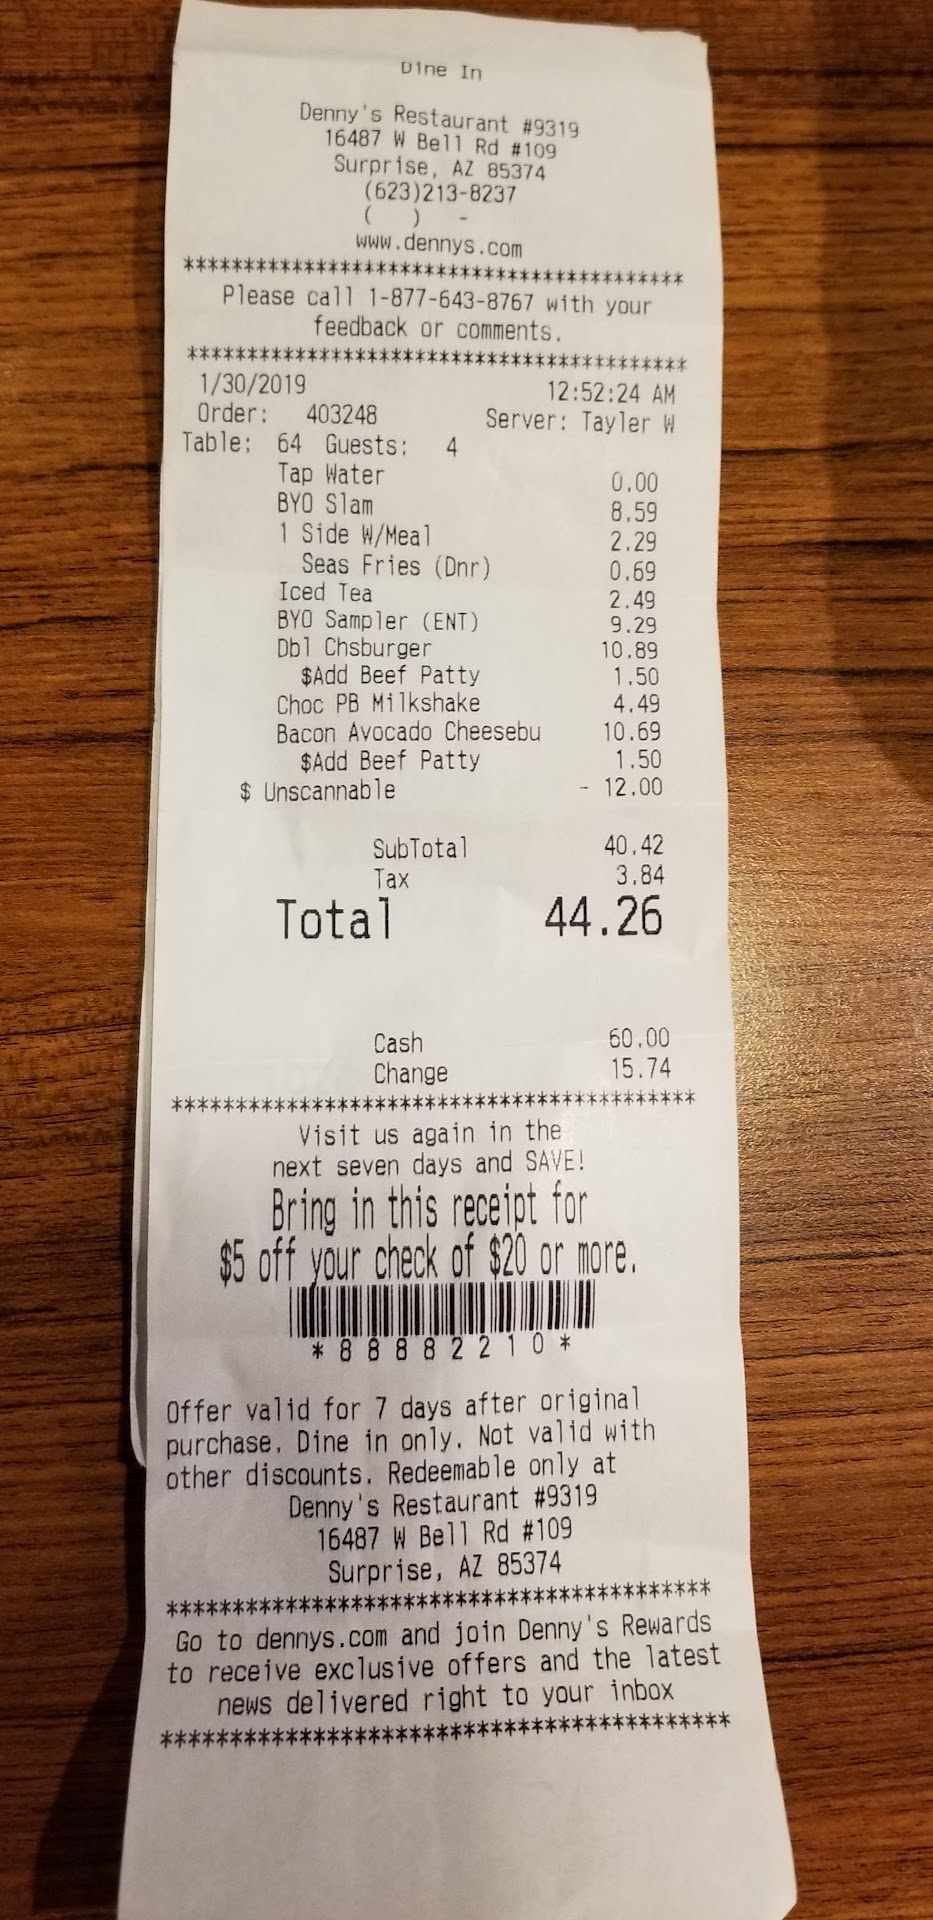 Dine In
Denny's Restaurant #9319
16487 W Bell Rd #109
Surprise, AZ 85374
(623)213-8237
( ) -
www.dennys.com
******************************************
Please call 1-877-643-8767 with your
feedback or comments.
******************************************
1/30/2019 12:52:24 AM
Order: 403248 Server: Tayler W
Table: 64 Guests: 4
Tap Water 0.00
BYO Slam 8.59
1 Side W/Meal 2.29
Seas Fries (Dnr) 0.69
Iced Tea 2.49
BYO Sampler (ENT) 9.29
Dbl Chsburger 10.89
$Add Beef Patty 1.50
Choc PB Milkshake 4.49
Bacon Avocado Cheesebu 10.69
$Add Beef Patty 1.50
$ Unscannable - 12.00
SubTotal 40.42
Tax 3.84
Total 44.26
Cash 60.00
Change 15.74
******************************************
Visit us again in the
next seven days and SAVE!
Bring in this receipt for
$5 off your check of $20 or more.
*88882210*
Offer valid for 7 days after original
purchase. Dine in only. Not valid with
other discounts. Redeemable only at
Denny's Restaurant #9319
16487 W Bell Rd #109
Surprise, AZ 85374
******************************************
Go to dennys.com and join Denny's Rewards
to receive exclusive offers and the latest
news delivered right to your inbox
******************************************